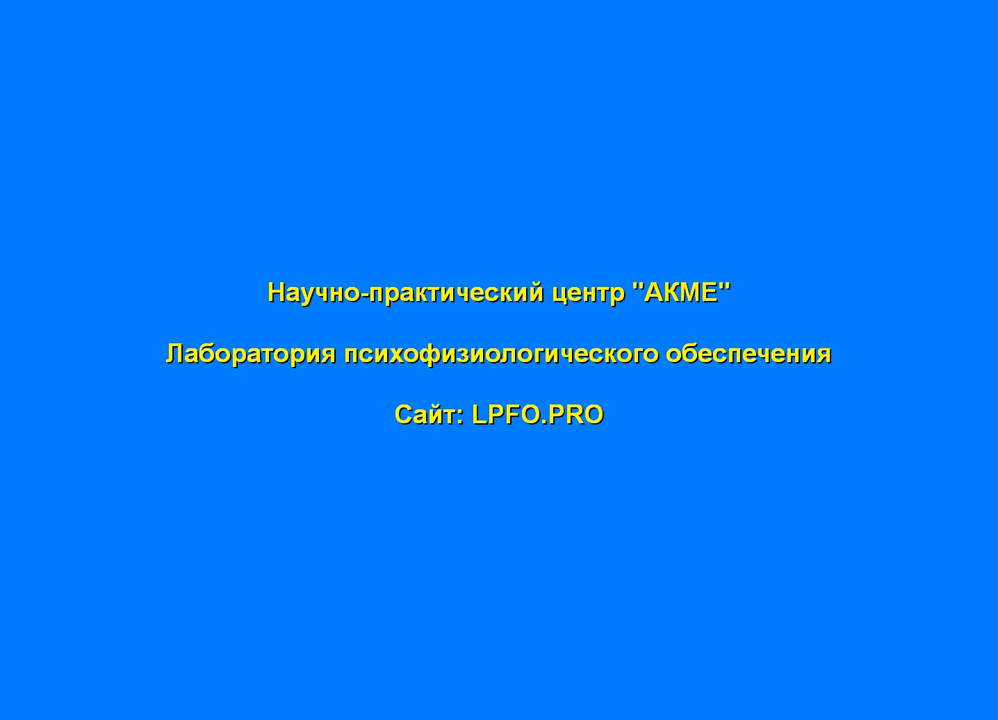 Научно-практический центр "АКМЕ"
Лаборатория психофизиологического обеспечения
Сайт: LPFO.PRO